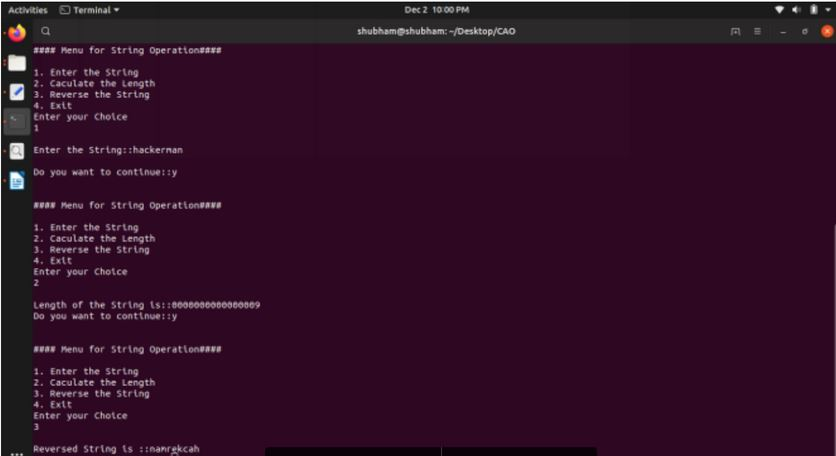 Activities Terminal Dec 2 10:00 PM
shubham@shubham: ~/Desktop/CAO
#### Menu for String Operation####
1. Enter the String
2. Caculate the Length
3. Reverse the String
4. Exit
Enter your Choice
1
Enter the String::hackerman
Do you want to continue::y
#### Menu for String Operation####
1. Enter the String
2. Caculate the Length
3. Reverse the String
4. Exit
Enter your Choice
2
Length of the String is::0000000000000009
Do you want to continue::y
#### Menu for String Operation####
1. Enter the String
2. Caculate the Length
3. Reverse the String
4. Exit
Enter your Choice
3
Reversed String is ::namrekcah